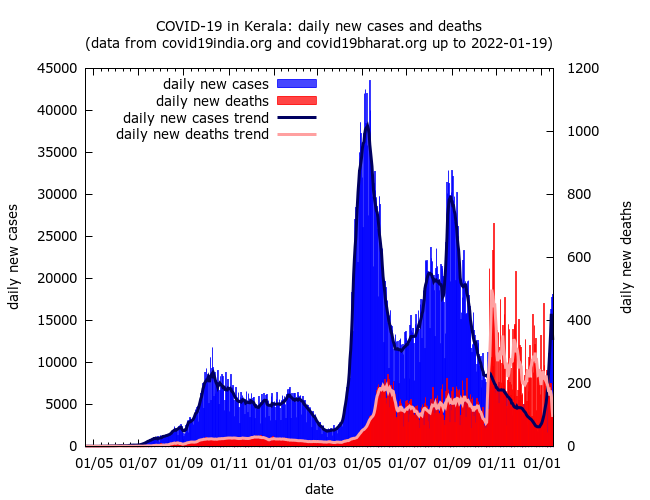 COVID-19 in Kerala: daily new cases and deaths
(data from covid19india.org and covid19bharat.org up to 2022-01-19)
45000
40000
35000
30000
25000
20000
15000
10000
5000
0
1200
1000
800
600
400
200
0
daily new cases
daily new deaths
daily new cases trend
daily new deaths trend
daily new cases
daily new deaths
01/05 01/07 01/09 01/11 01/01 01/03 01/05 01/07 01/09 01/11 01/01
date